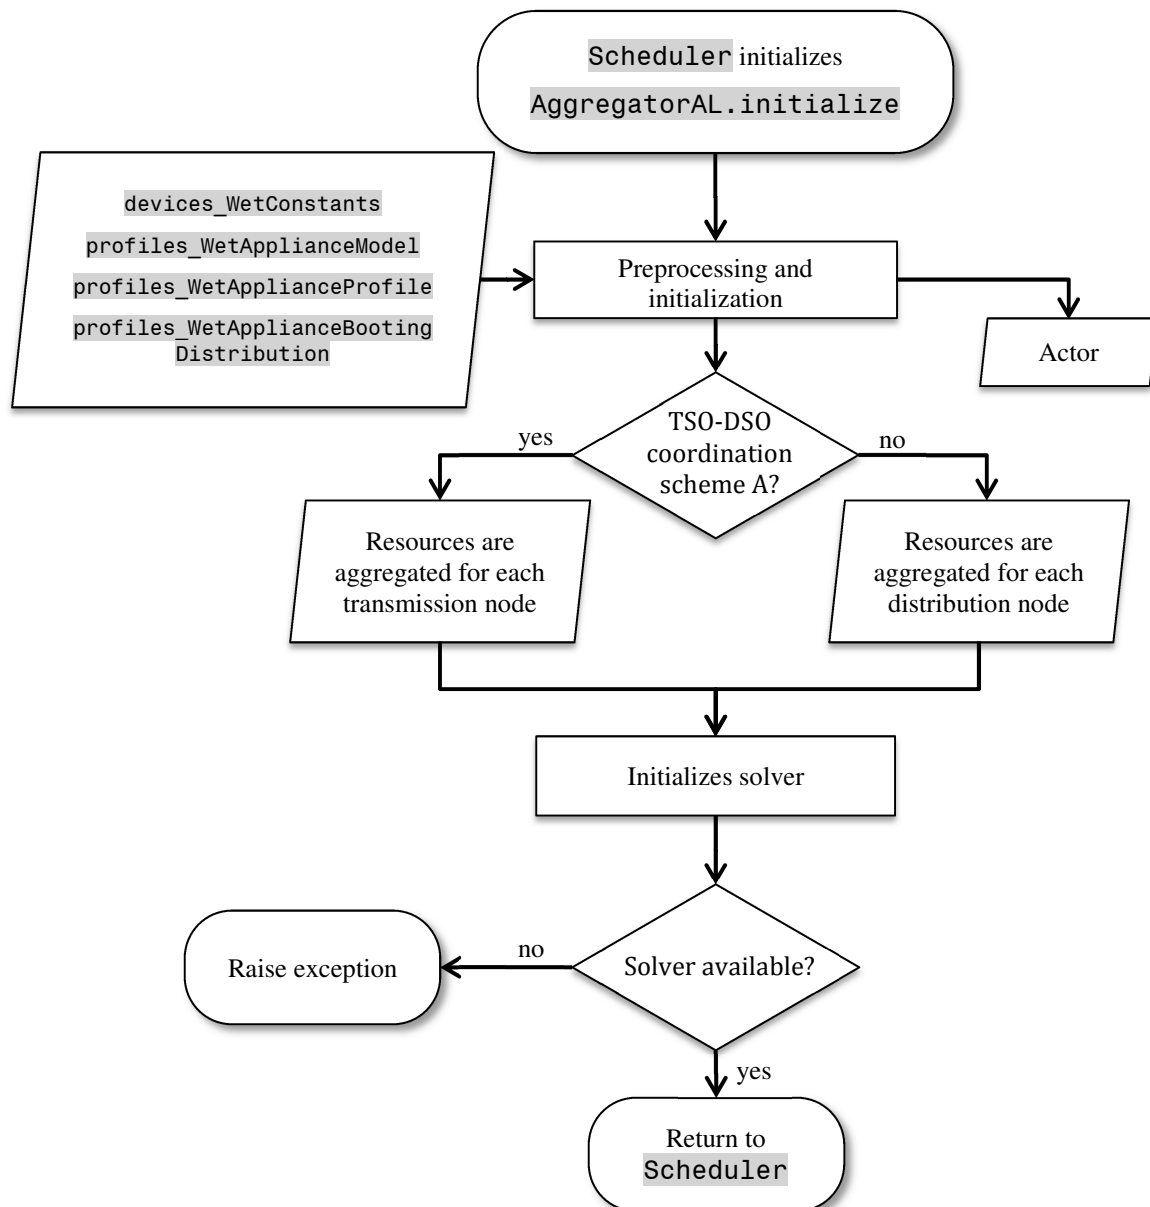 Scheduler initializes
AggregatorAL.initialize
devices_WetConstants
profiles_WetApplianceModel
profiles_WetApplianceProfile
profiles_WetApplianceBooting
Distribution
Preprocessing and
initialization
Actor
TSO-DSO
coordination
scheme A?
yes
no
Resources are
aggregated for each
transmission node
Resources are
aggregated for each
distribution node
Initializes solver
Solver available?
no
Raise exception
yes
Return to
Scheduler